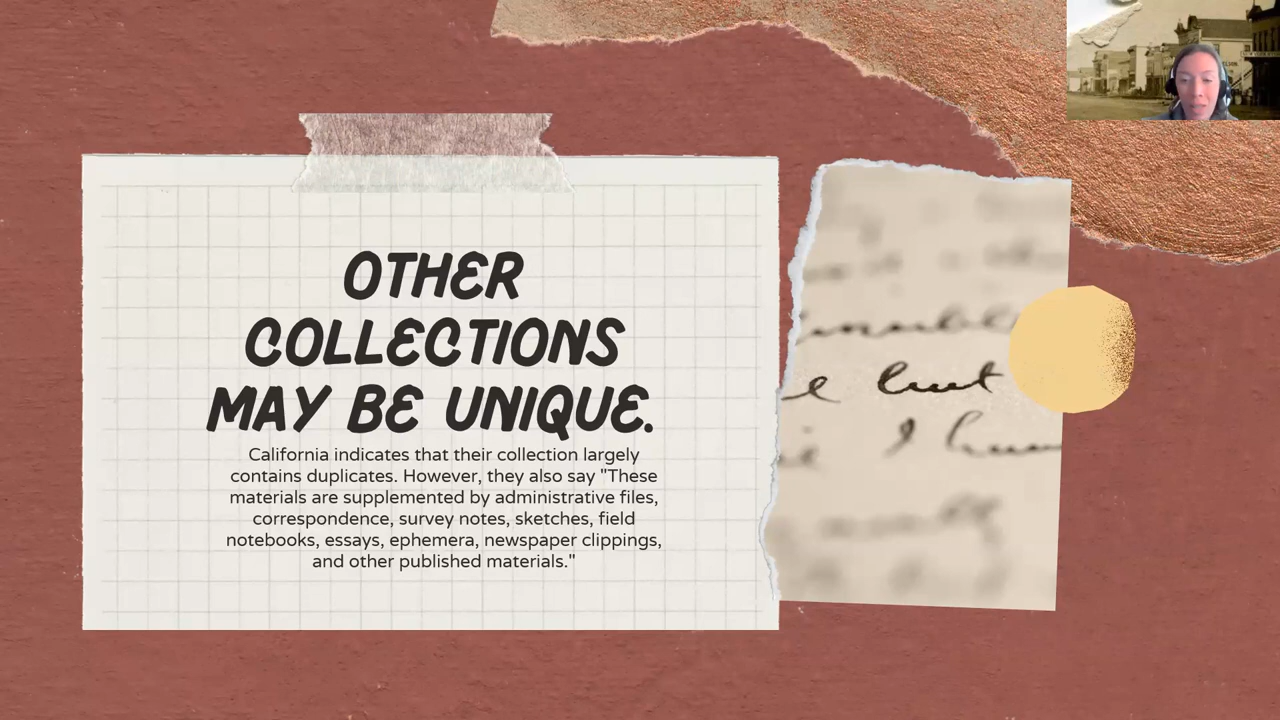 OTHER
COLLECTIONS
MAY BE UNIQUE.
California indicates that their collection largely
contains duplicates. However, they also say "These
materials are supplemented by administrative files,
correspondence, survey notes, sketches, field
notebooks, essays, ephemera, newspaper clippings,
and other published materials."
but
I